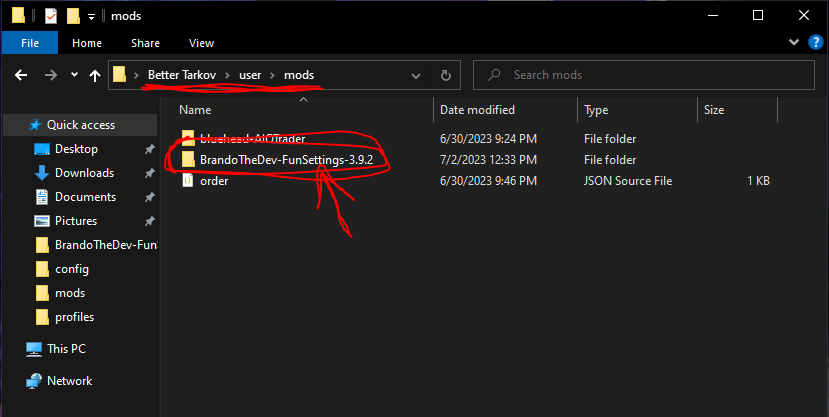 mods
File Home Share View
Better Tarkov > user > mods
Search mods
Name Date modified Type Size
Quick access
Desktop
Downloads
Documents
Pictures
BrandoTheDev-FunS
config
mods
profiles
This PC
Network
bluehead-AIOTrader 6/30/2023 9:24 PM File folder
BrandoTheDev-FunSettings-3.9.2 7/2/2023 12:33 PM File folder
order 6/30/2023 9:46 PM JSON Source File 1 KB